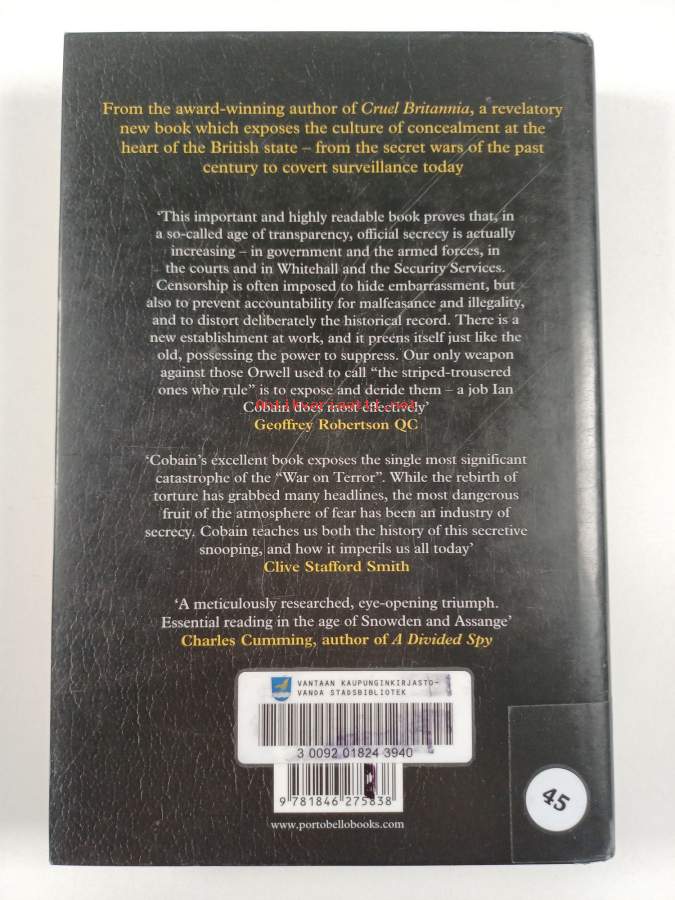 From the award-winning author of Cruel Britannia, a revelatory
new book which exposes the culture of concealment at the
heart of the British state – from the secret wars of the past
century to covert surveillance today
‘This important and highly readable book proves that, in
a so-called age of transparency, official secrecy is actually
increasing – in government and the armed forces, in
the courts and in Whitehall and the Security Services.
Censorship is often imposed to hide embarrassment, but
also to prevent accountability for malfeasance and illegality,
and to distort deliberately the historical record. There is a
new establishment at work, and it preens itself just like the
old, possessing the power to suppress. Our only weapon
against those Orwell used to call “the striped-trousered
ones who rule” is to expose and deride them – a job Ian
Cobain does most effectively’
Antikvariaatti.net
Geoffrey Robertson QC
‘Cobain’s excellent book exposes the single most significant
catastrophe of the “War on Terror”. While the rebirth of
torture has grabbed many headlines, the most dangerous
fruit of the atmosphere of fear has been an industry of
secrecy. Cobain teaches us both the history of this secretive
snooping, and how it imperils us all today’
Clive Stafford Smith
‘A meticulously researched, eye-opening triumph.
Essential reading in the age of Snowden and Assange’
Charles Cumming, author of A Divided Spy
VANTAAN KAUPUNGINKIRJASTO-
VANDA STADSBIBLIOTEK
3 0092 01824 3940
9 781846 275838
www.portobellobooks.com
45